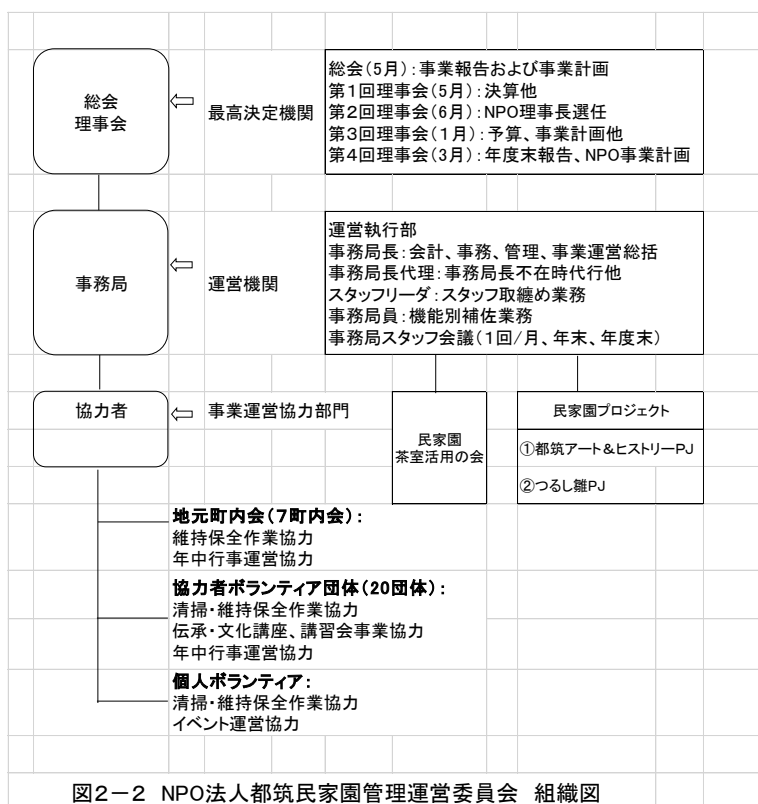 総会
理事会
⇦ 最高決定機関
総会(5月):事業報告および事業計画
第1回理事会(5月):決算他
第2回理事会(6月):NPO理事長選任
第3回理事会(1月):予算、事業計画他
第4回理事会(3月):年度末報告、NPO事業計画
事務局
⇦ 運営機関
運営執行部
事務局長:会計、事務、管理、事業運営総括
事務局長代理:事務局長不在時代行他
スタッフリーダ:スタッフ取纏め業務
事務局員:機能別補佐業務
事務局スタッフ会議(1回/月、年末、年度末)
協力者
⇦ 事業運営協力部門
民家園
茶室活用の会
民家園プロジェクト
①都筑アート&ヒストリーPJ
②つるし雛PJ
地元町内会(7町内会):
維持保全作業協力
年中行事運営協力
協力者ボランティア団体(20団体):
清掃・維持保全作業協力
伝承・文化講座、講習会事業協力
年中行事運営協力
個人ボランティア:
清掃・維持保全作業協力
イベント運営協力
図2-2 NPO法人都筑民家園管理運営委員会 組織図